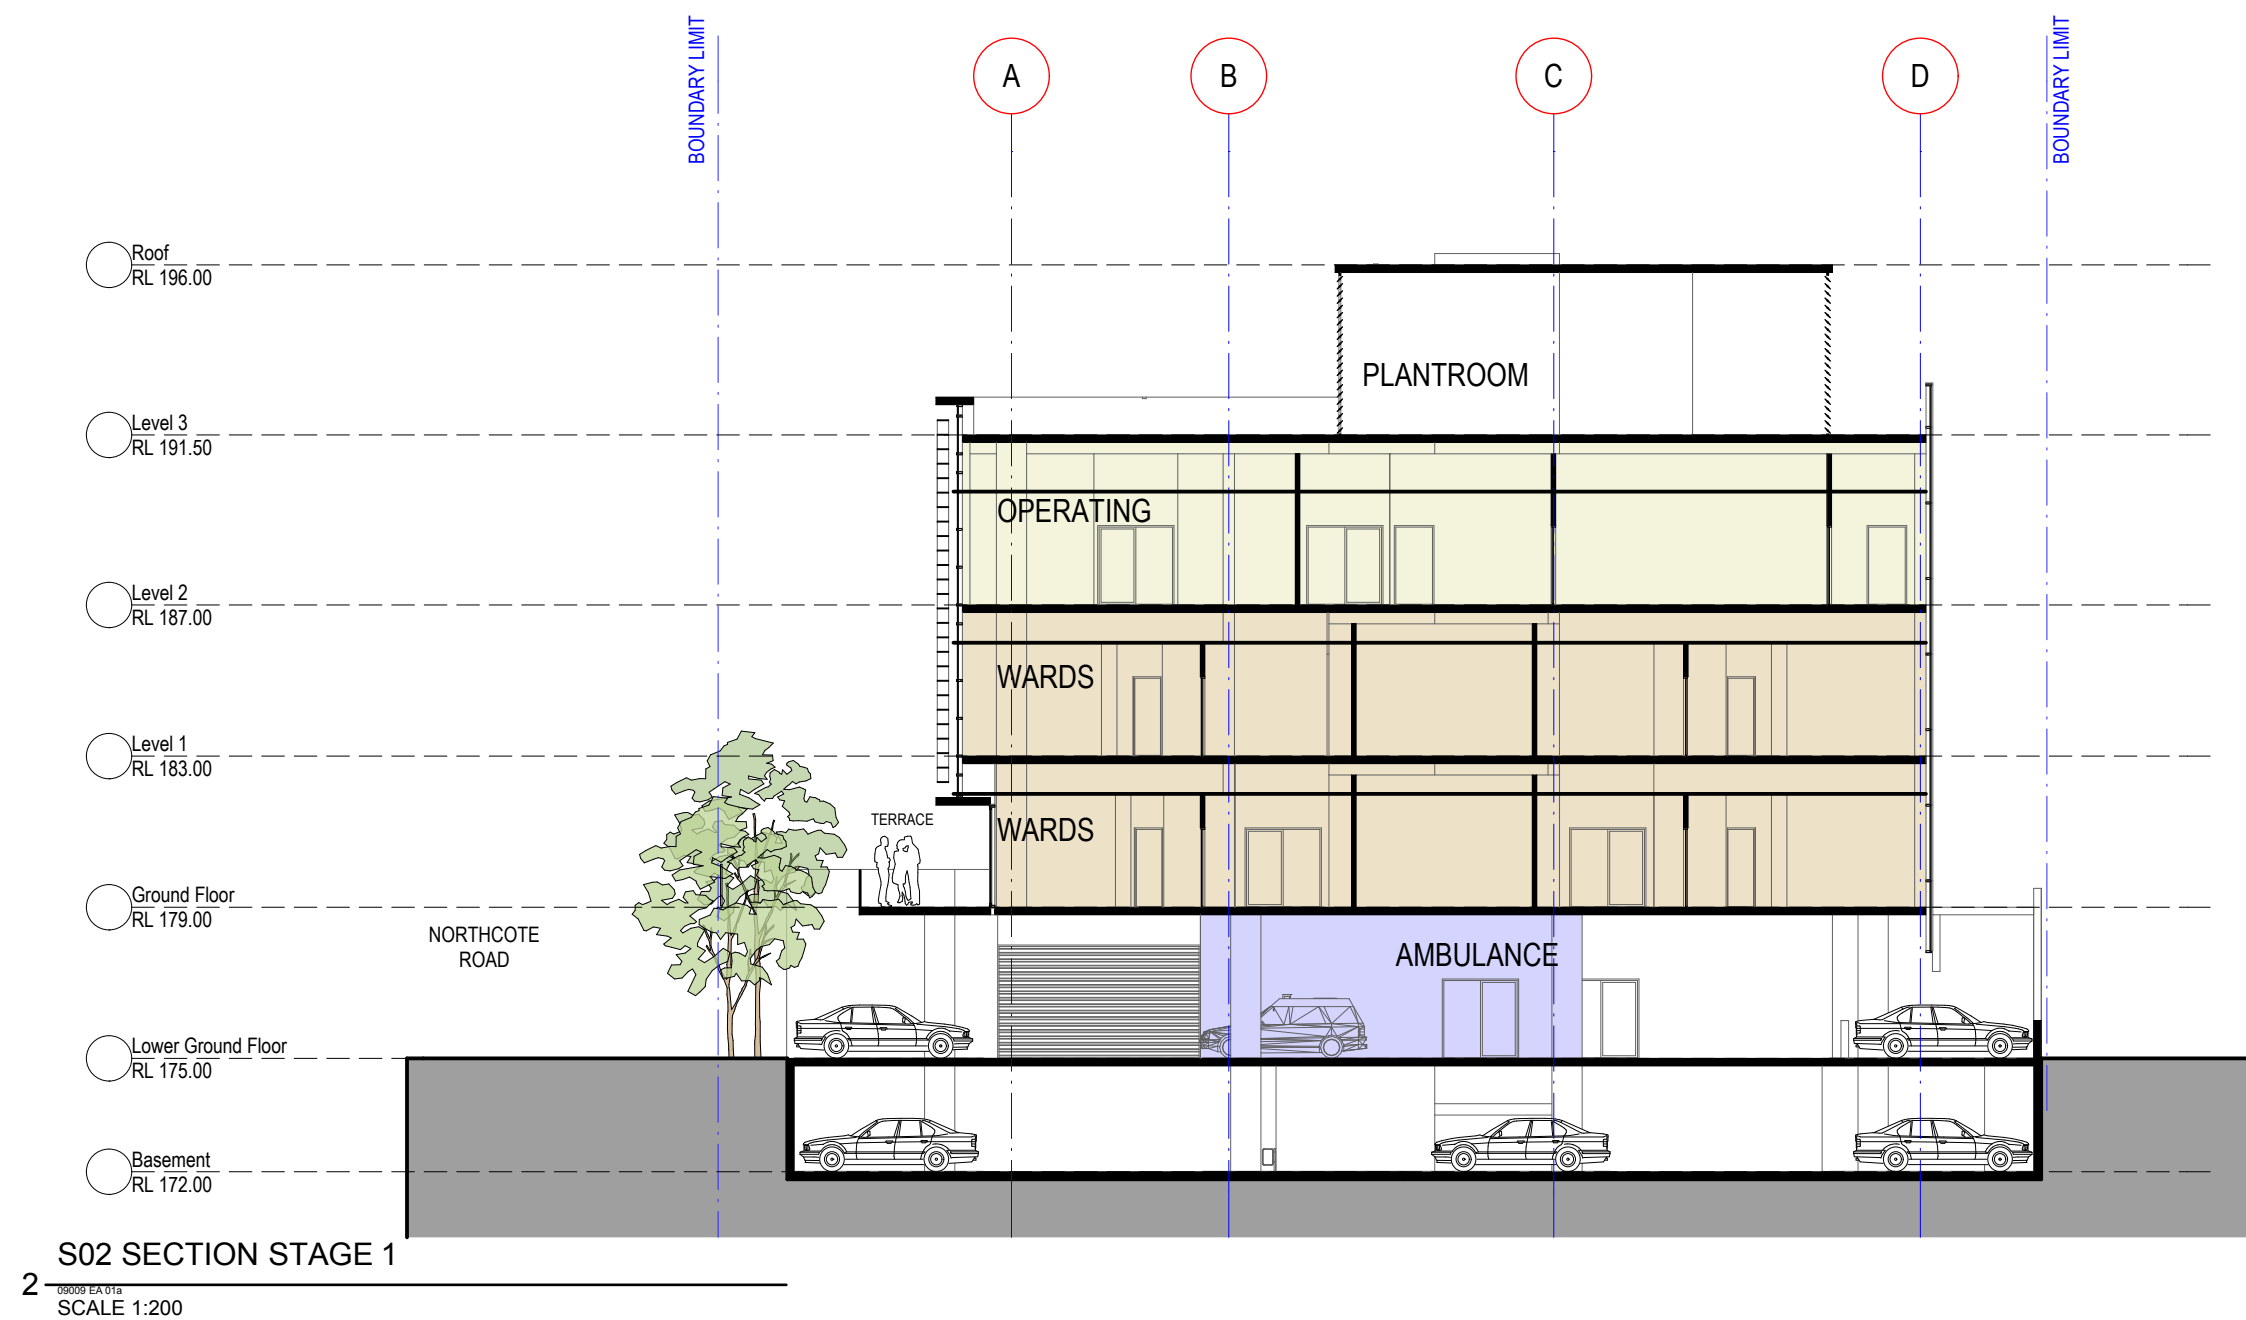 BOUNDARY LIMIT
A
B
C
D
BOUNDARY LIMIT
Roof
RL 196.00
PLANTROOM
Level 3
RL 191.50
OPERATING
Level 2
RL 187.00
WARDS
Level 1
RL 183.00
TERRACE
WARDS
Ground Floor
RL 179.00
NORTHCOTE
ROAD
AMBULANCE
Lower Ground Floor
RL 175.00
Basement
RL 172.00
S02 SECTION STAGE 1
2
09009 EA 01a
SCALE 1:200